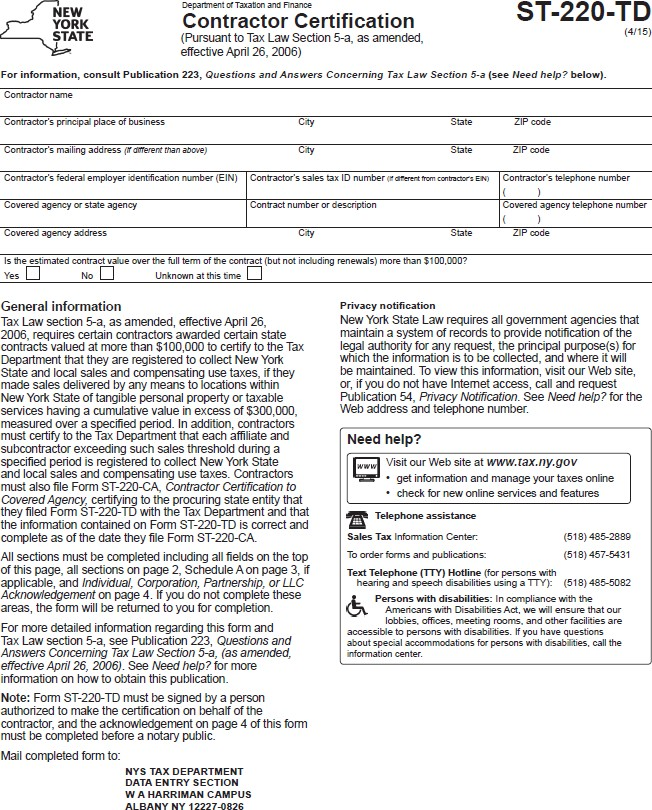 NEW
YORK
STATE
Department of Taxation and Finance
Contractor Certification
(Pursuant to Tax Law Section 5-a, as amended,
effective April 26, 2006)
ST-220-TD
(4/15)
For information, consult Publication 223, Questions and Answers Concerning Tax Law Section 5-a (see Need help? below).
Contractor name
Contractor's principal place of business City State ZIP code
Contractor's mailing address (if different than above) City State ZIP code
Contractor's federal employer identification number (EIN) Contractor's sales tax ID number (if different from contractor's EIN) Contractor's telephone number
( )
Covered agency or state agency Contract number or description Covered agency telephone number
( )
Covered agency address City State ZIP code
Is the estimated contract value over the full term of the contract (but not including renewals) more than $100,000?
Yes No Unknown at this time
General information
Tax Law section 5-a, as amended, effective April 26,
2006, requires certain contractors awarded certain state
contracts valued at more than $100,000 to certify to the Tax
Department that they are registered to collect New York
State and local sales and compensating use taxes, if they
made sales delivered by any means to locations within
New York State of tangible personal property or taxable
services having a cumulative value in excess of $300,000,
measured over a specified period. In addition, contractors
must certify to the Tax Department that each affiliate and
subcontractor exceeding such sales threshold during a
specified period is registered to collect New York State
and local sales and compensating use taxes. Contractors
must also file Form ST-220-CA, Contractor Certification to
Covered Agency, certifying to the procuring state entity that
they filed Form ST-220-TD with the Tax Department and that
the information contained on Form ST-220-TD is correct and
complete as of the date they file Form ST-220-CA.
All sections must be completed including all fields on the top
of this page, all sections on page 2, Schedule A on page 3, if
applicable, and Individual, Corporation, Partnership, or LLC
Acknowledgement on page 4. If you do not complete these
areas, the form will be returned to you for completion.
For more detailed information regarding this form and
Tax Law section 5-a, see Publication 223, Questions and
Answers Concerning Tax Law Section 5-a, (as amended,
effective April 26, 2006). See Need help? for more
information on how to obtain this publication.
Note: Form ST-220-TD must be signed by a person
authorized to make the certification on behalf of the
contractor, and the acknowledgement on page 4 of this form
must be completed before a notary public.
Mail completed form to:
NYS TAX DEPARTMENT
DATA ENTRY SECTION
W A HARRIMAN CAMPUS
ALBANY NY 12227-0826
Privacy notification
New York State Law requires all government agencies that
maintain a system of records to provide notification of the
legal authority for any request, the principal purpose(s) for
which the information is to be collected, and where it will
be maintained. To view this information, visit our Web site,
or, if you do not have Internet access, call and request
Publication 54, Privacy Notification. See Need help? for the
Web address and telephone number.
Need help?
www
Visit our Web site at www.tax.ny.gov
• get information and manage your taxes online
• check for new online services and features
Telephone assistance
Sales Tax Information Center: (518) 485-2889
To order forms and publications: (518) 457-5431
Text Telephone (TTY) Hotline (for persons with
hearing and speech disabilities using a TTY): (518) 485-5082
Persons with disabilities: In compliance with the
Americans with Disabilities Act, we will ensure that our
lobbies, offices, meeting rooms, and other facilities are
accessible to persons with disabilities. If you have questions
about special accommodations for persons with disabilities, call the
information center.